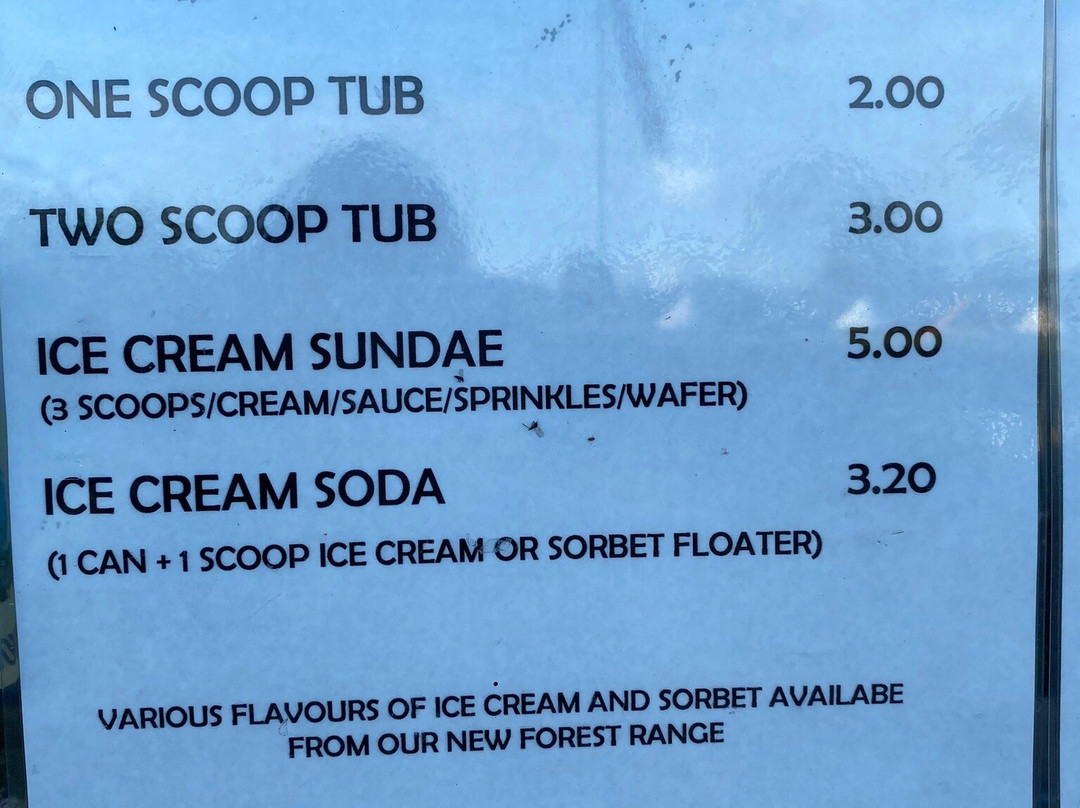 ONE SCOOP TUB 2.00
TWO SCOOP TUB 3.00
ICE CREAM SUNDAE 5.00
(3 SCOOPS/CREAM/SAUCE/SPRINKLES/WAFER)
ICE CREAM SODA 3.20
(1 CAN + 1 SCOOP ICE CREAM OR SORBET FLOATER)
VARIOUS FLAVOURS OF ICE CREAM AND SORBET AVAILABE
FROM OUR NEW FOREST RANGE